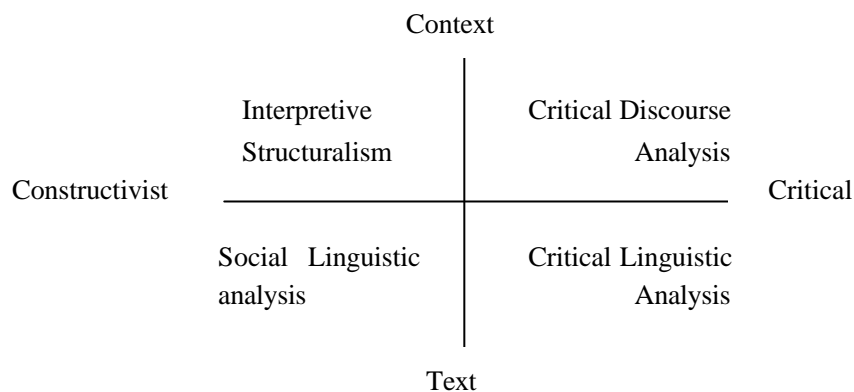 Context
Interpretive
Structuralism
Critical Discourse
Analysis
Constructivist
Critical
Social Linguistic
analysis
Critical Linguistic
Analysis
Text